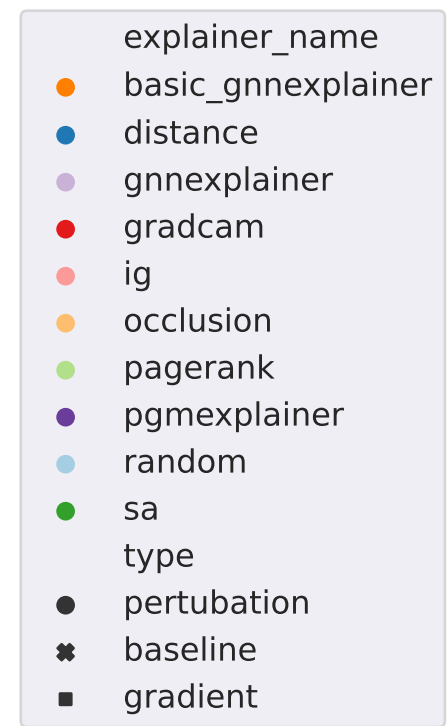 explainer_name
basic_gnnexplainer
distance
gnnexplainer
gradcam
ig
occlusion
pagerank
pgmexplainer
random
sa
type
pertubation
baseline
gradient